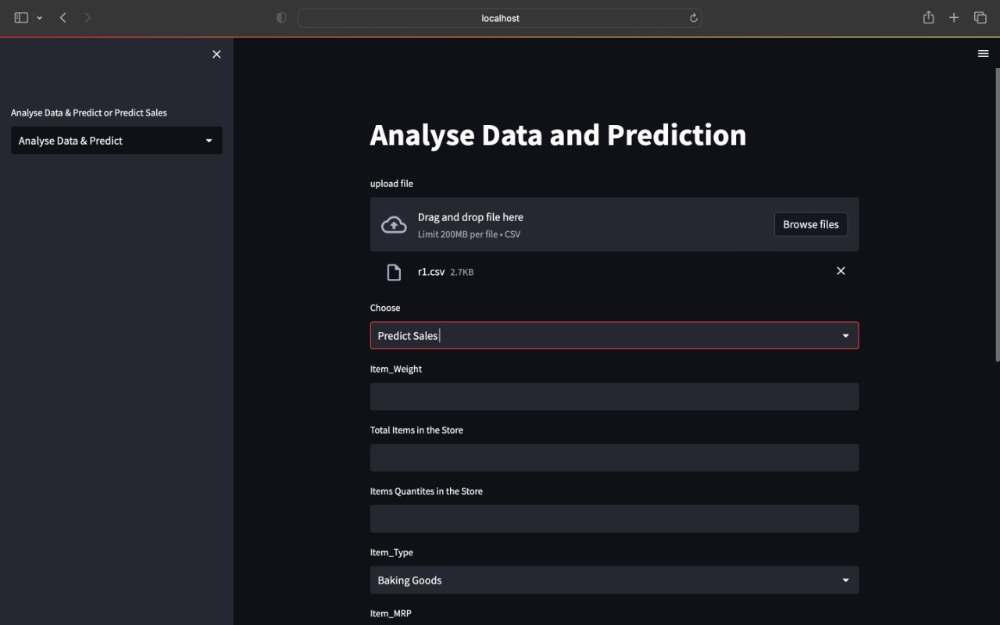 localhost
Analyse Data & Predict or Predict Sales
Analyse Data & Predict
Analyse Data and Prediction
upload file
Drag and drop file here
Limit 200MB per file • CSV
Browse files
r1.csv 2.7KB
Choose
Predict Sales
Item_Weight
Total Items in the Store
Items Quantites in the Store
Item_Type
Baking Goods
Item_MRP